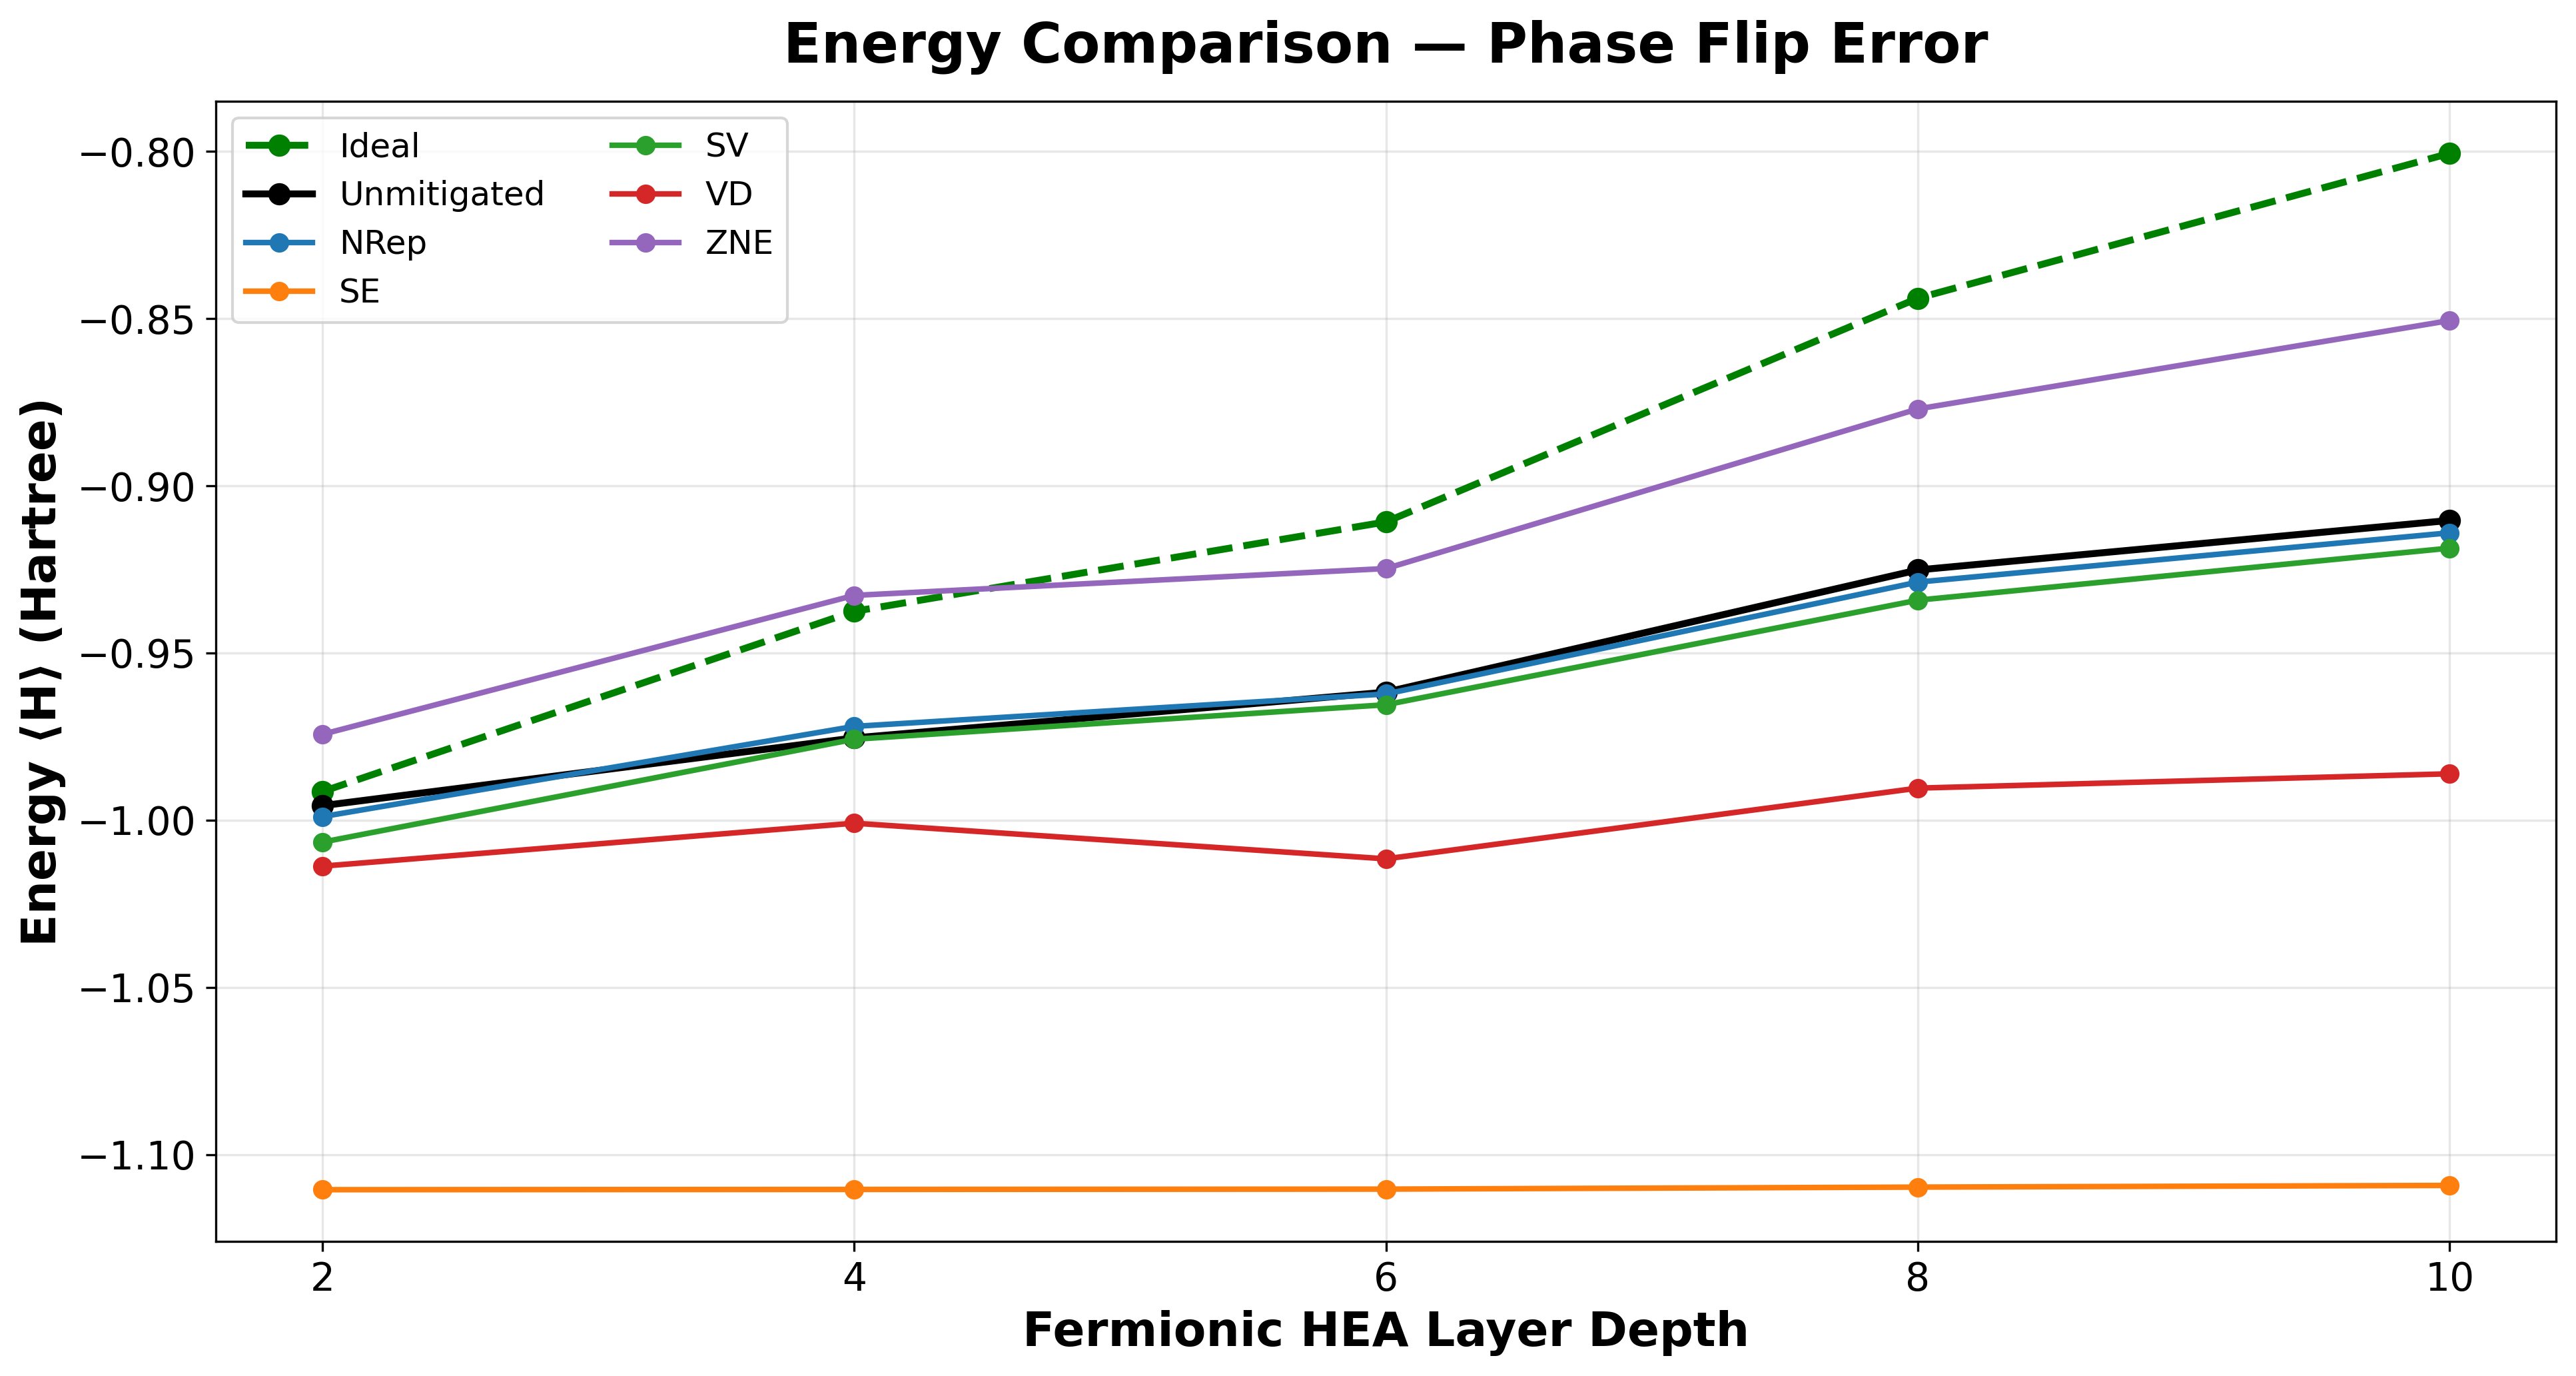 Energy Comparison — Phase Flip Error
Ideal
Unmitigated
NRep
SE
SV
VD
ZNE
−0.80
−0.85
−0.90
−0.95
−1.00
−1.05
−1.10
Energy ⟨H⟩ (Hartree)
2 4 6 8 10
Fermionic HEA Layer Depth